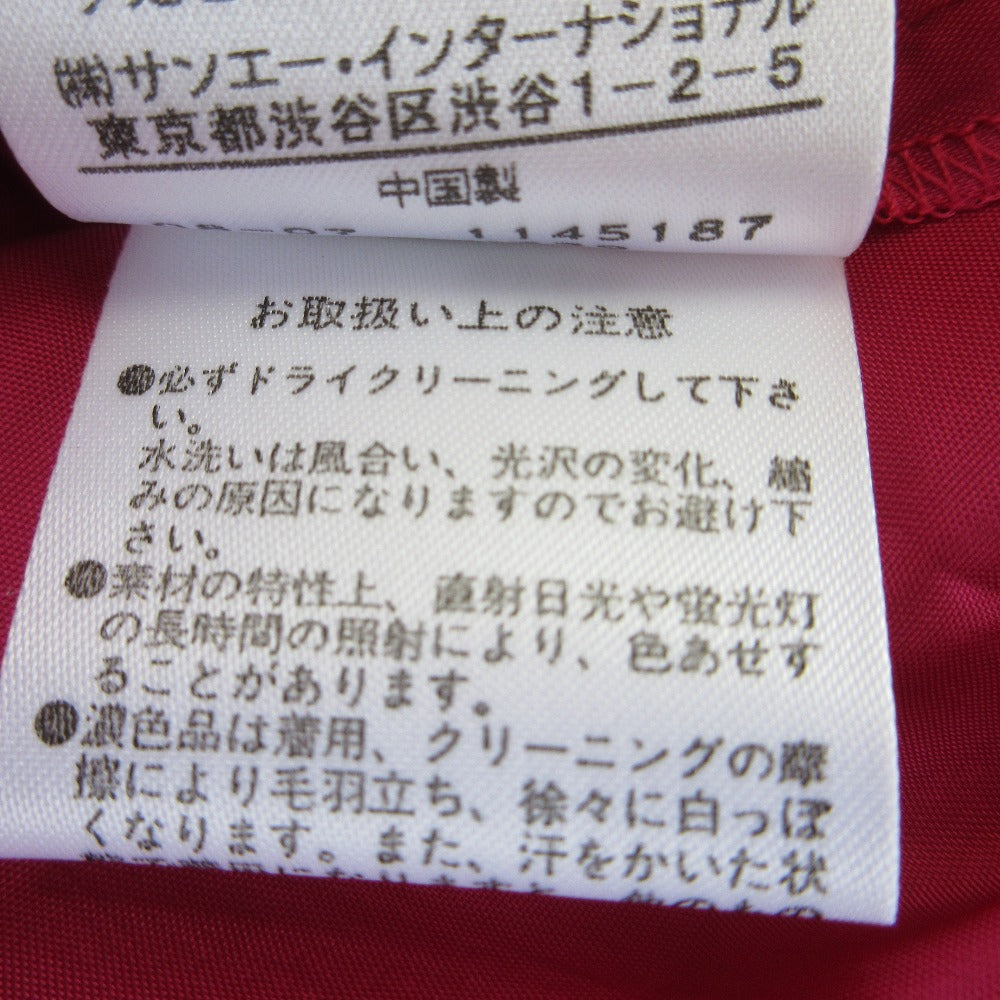 ㈱サンエー・インターナショナル
東京都渋谷区渋谷1-2-5
中国製
1145187
お取扱い上の注意
●必ずドライクリーニングして下さ
い。
水洗いは風合い、光沢の変化、縮
みの原因になりますのでお避け下
さい。
●素材の特性上、直射日光や蛍光灯
の長時間の照射により、色あせす
ることがあります。
●濃色品は着用、クリーニングの摩
擦により毛羽立ち、徐々に白っぽ
くなります。また、汗をかいた状